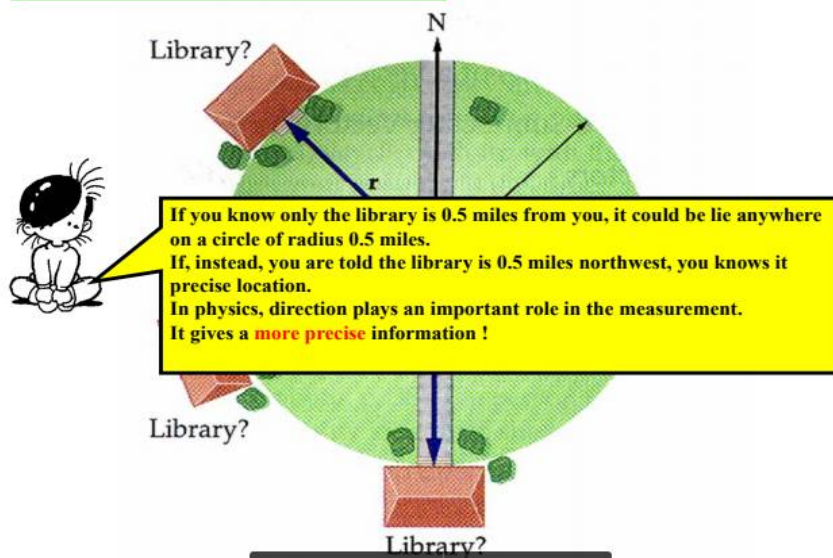 N
Library?
r
If you know only the library is 0.5 miles from you, it could be lie anywhere
on a circle of radius 0.5 miles.
If, instead, you are told the library is 0.5 miles northwest, you knows it
precise location.
In physics, direction plays an important role in the measurement.
It gives a more precise information !
Library?
Library?